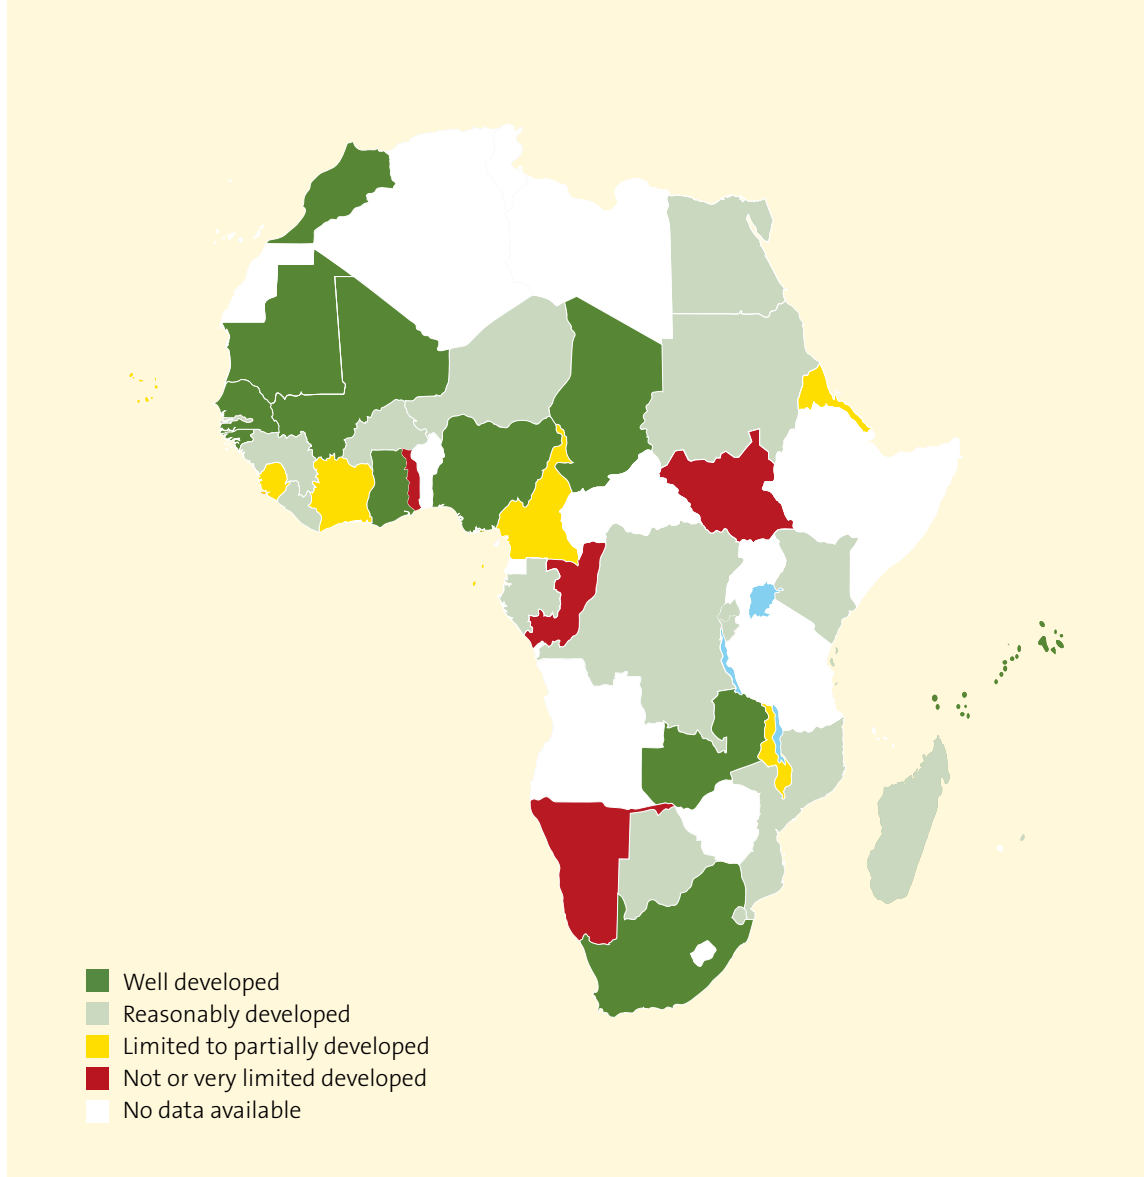 Well developed
Reasonably developed
Limited to partially developed
Not or very limited developed
No data available